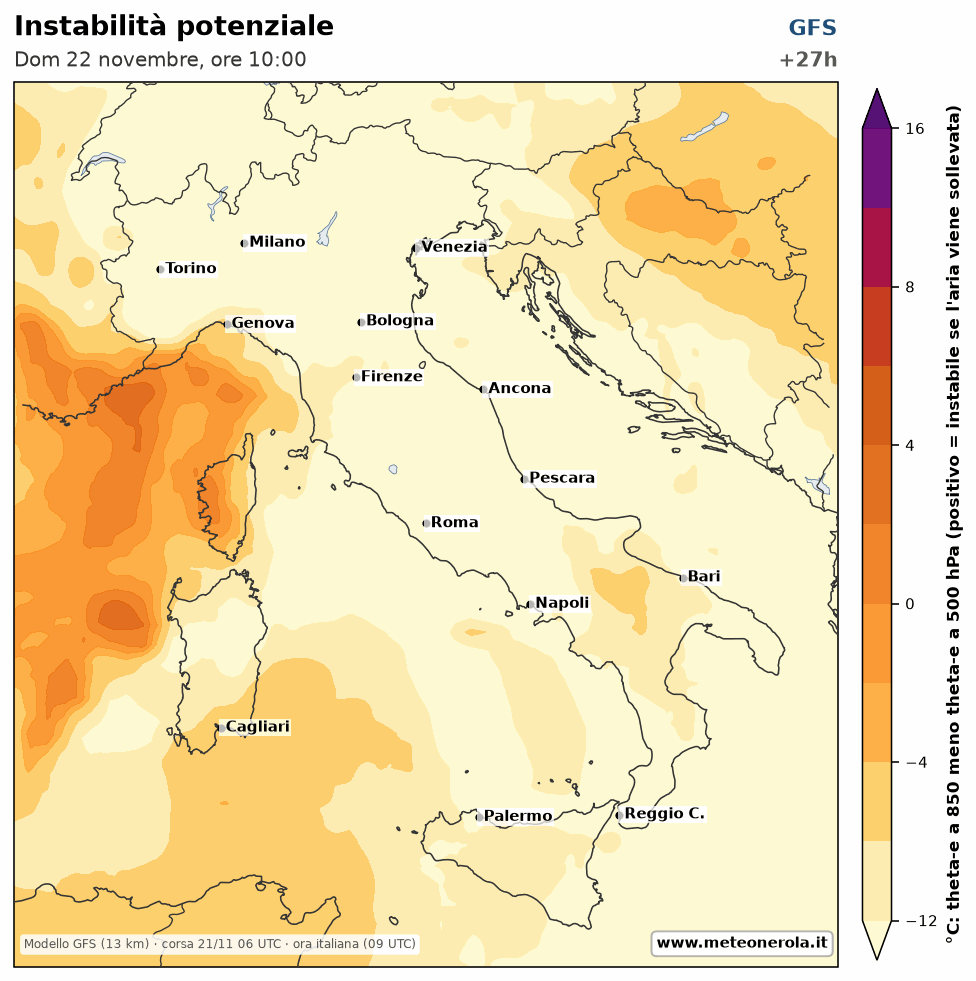 Instabilità potenziale
GFS
Dom 22 novembre, ore 10:00
+27h
Milano
Venezia
Torino
Genova
Bologna
Firenze
Ancona
Pescara
Roma
Bari
Napoli
Cagliari
Palermo
Reggio C.
Modello GFS (13 km) · corsa 21/11 06 UTC · ora italiana (09 UTC)
www.meteonerola.it
16
8
4
0
−4
−12
°C: theta-e a 850 meno theta-e a 500 hPa (positivo = instabile se l'aria viene sollevata)